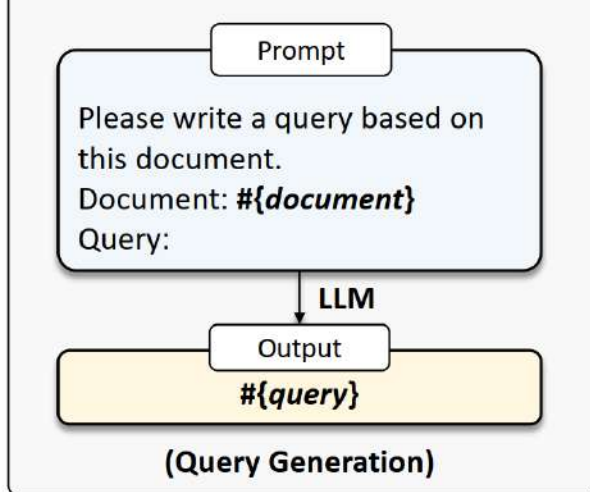 Prompt
Please write a query based on
this document.
Document: #{document}
Query:
LLM
Output
#{query}
(Query Generation)